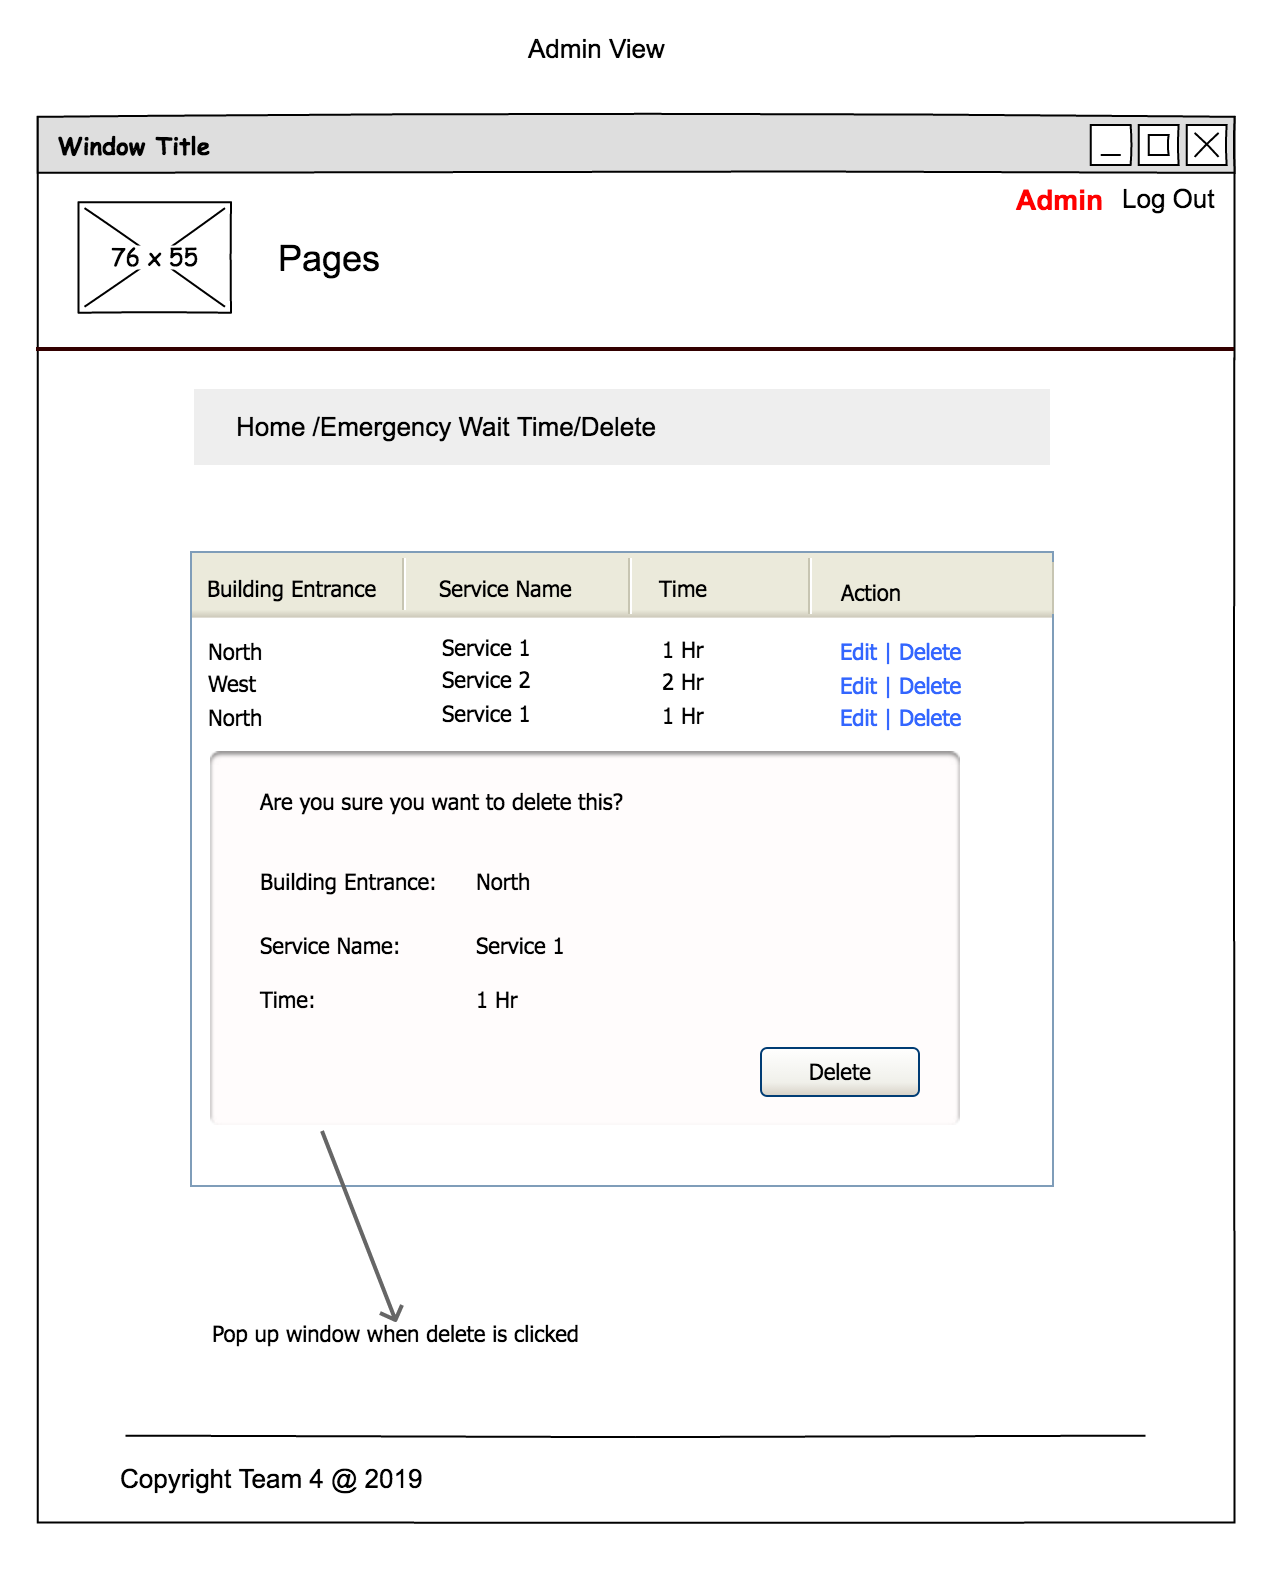 Admin View
Window Title
Admin Log Out
76 x 55
Pages
Home /Emergency Wait Time/Delete
Building Entrance Service Name Time Action
North Service 1 1 Hr Edit | Delete
West Service 2 2 Hr Edit | Delete
North Service 1 1 Hr Edit | Delete
Are you sure you want to delete this?
Building Entrance: North
Service Name: Service 1
Time: 1 Hr
Delete
Pop up window when delete is clicked
Copyright Team 4 @ 2019